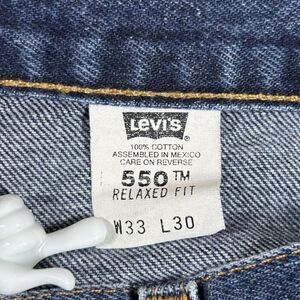 Levi's ®
100% COTTON
ASSEMBLED IN MEXICO
CARE ON REVERSE
550™
RELAXED FIT
W33 L30